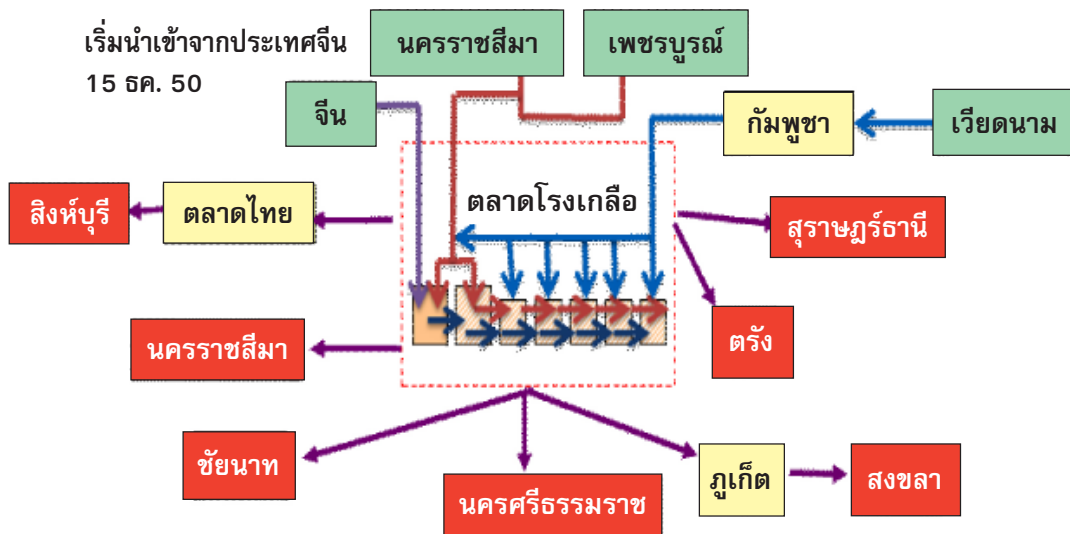 เริ่มนำเข้าจากประเทศจีน
15 ธค. 50
นครราชสีมา
เพชรบูรณ์
จีน
กัมพูชา
เวียดนาม
สิงห์บุรี
ตลาดไทย
ตลาดโรงเกลือ
สุราษฎร์ธานี
นครราชสีมา
ตรัง
ชัยนาท
นครศรีธรรมราช
ภูเก็ต
สงขลา